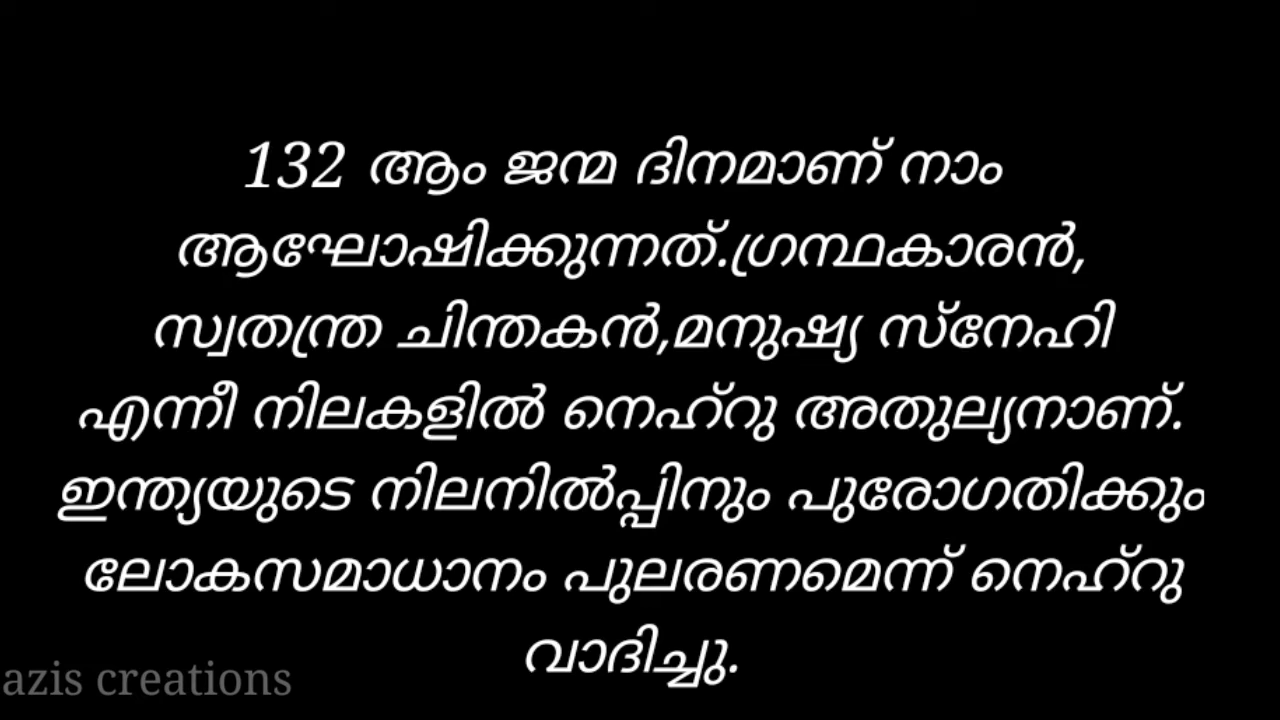 132 ആം ജന്മ ദിനമാണ് നാം
ആഘോഷിക്കുന്നത്.ഗ്രന്ഥകാരൻ,
സ്വതന്ത്ര ചിന്തകൻ,മനുഷ്യ സ്നേഹി
എന്നീ നിലകളിൽ നെഹ്റു അതുല്യനാണ്.
ഇന്ത്യയുടെ നിലനിൽപ്പിനും പുരോഗതിക്കും
ലോകസമാധാനം പുലരണമെന്ന് നെഹ്റു
വാദിച്ചു.
azis creations